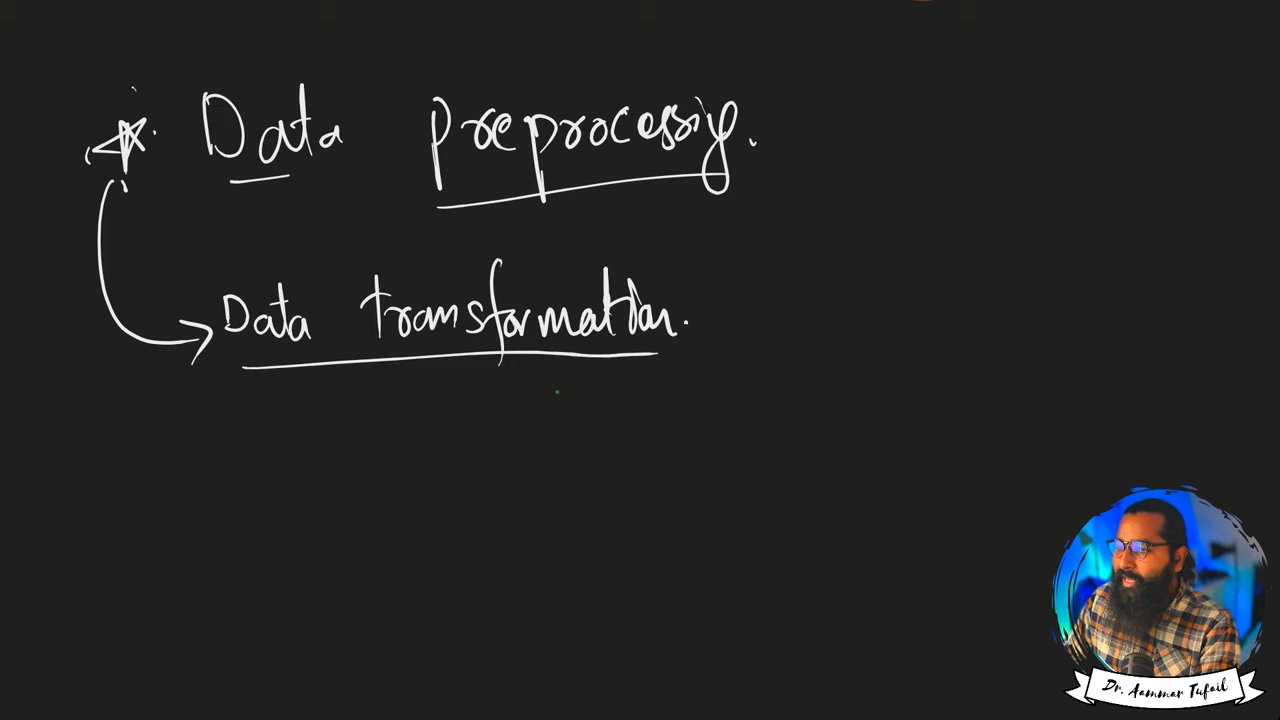 Data preprocessing.
Data transformation.
Dr. Aammar Tufail